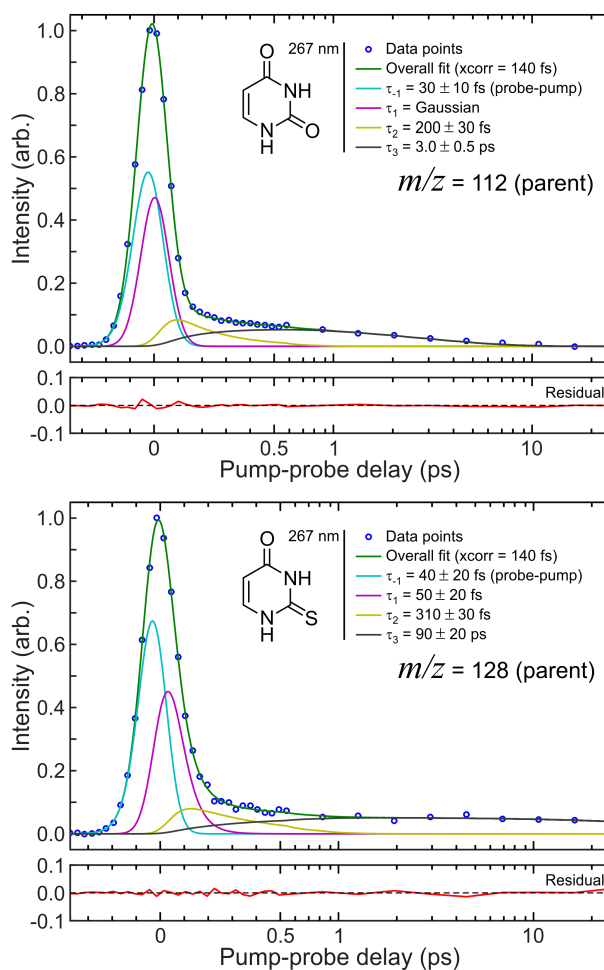 267 nm
O
NH
O
N
H
Data points
Overall fit (xcorr = 140 fs)
τ-1 = 30 ± 10 fs (probe-pump)
τ1 = Gaussian
τ2 = 200 ± 30 fs
τ3 = 3.0 ± 0.5 ps
m/z = 112 (parent)
Intensity (arb.)
1.0
0.8
0.6
0.4
0.2
0.0
0.1
0.0
-0.1
Residual
0
0.5
1
10
Pump-probe delay (ps)
267 nm
O
NH
S
N
H
Data points
Overall fit (xcorr = 140 fs)
τ-1 = 40 ± 20 fs (probe-pump)
τ1 = 50 ± 20 fs
τ2 = 310 ± 30 fs
τ3 = 90 ± 20 ps
m/z = 128 (parent)
Intensity (arb.)
1.0
0.8
0.6
0.4
0.2
0.0
0.1
0.0
-0.1
Residual
0
0.5
1
10
Pump-probe delay (ps)